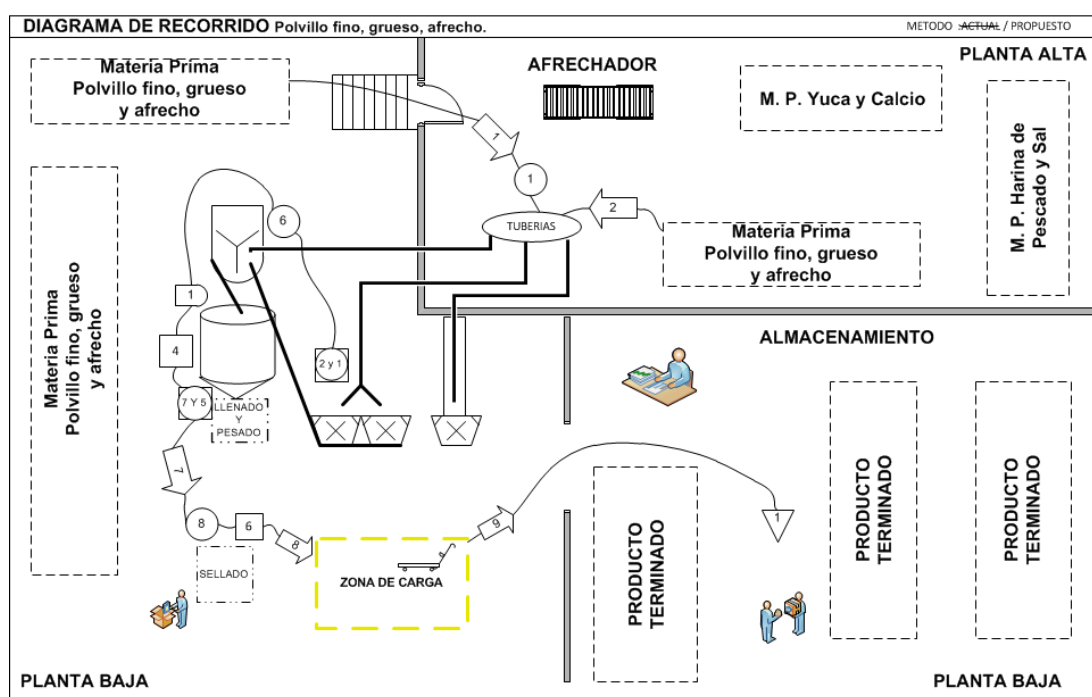 DIAGRAMA DE RECORRIDO Polvillo fino, grueso, afrecho.
METODO :ACTUAL / PROPUESTO
PLANTA ALTA
Materia Prima
Polvillo fino, grueso
y afrecho
AFRECHADOR
M. P. Yuca y Calcio
M. P. Harina de
Pescado y Sal
1
1
2
TUBERIAS
Materia Prima
Polvillo fino, grueso
y afrecho
Materia Prima
Polvillo fino, grueso
y afrecho
6
1
4
2 y 1
7 Y 5
LLENADO
Y
PESADO
ALMACENAMIENTO
7
8
6
8
9
1
SELLADO
ZONA DE CARGA
PRODUCTO
TERMINADO
PRODUCTO
TERMINADO
PRODUCTO
TERMINADO
PLANTA BAJA
PLANTA BAJA